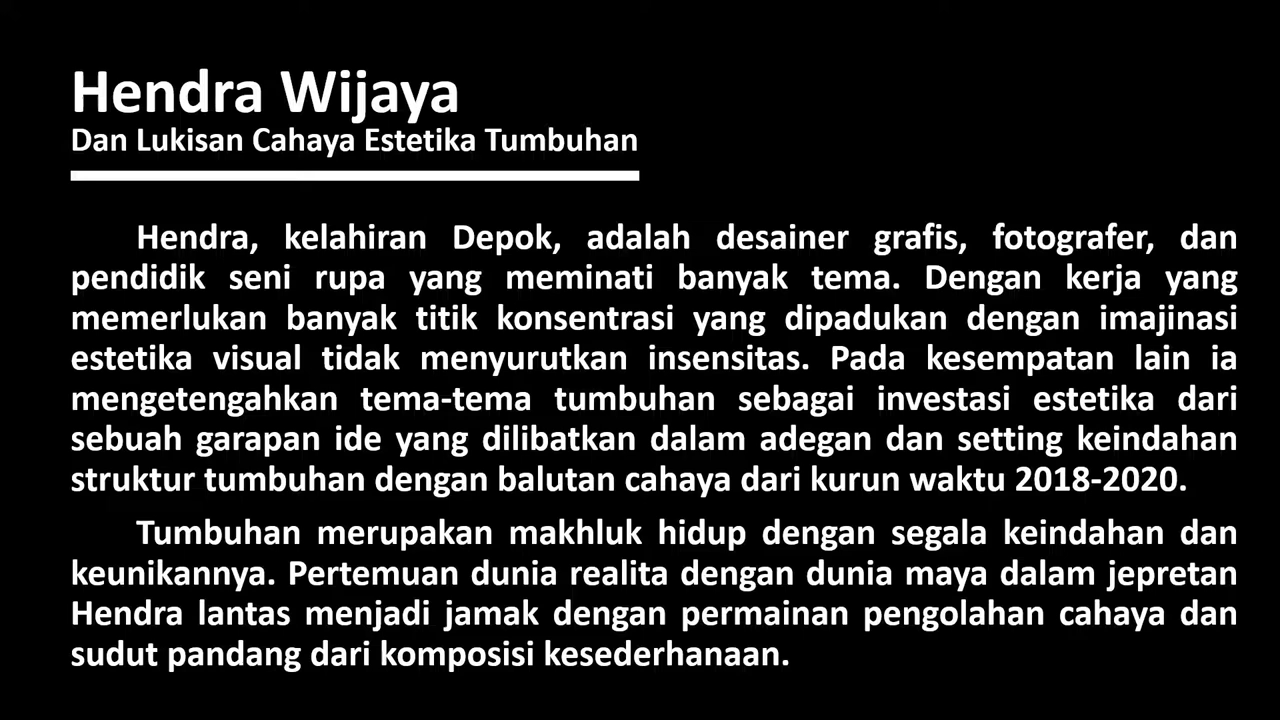 Hendra Wijaya
Dan Lukisan Cahaya Estetika Tumbuhan
Hendra, kelahiran Depok, adalah desainer grafis, fotografer, dan
pendidik seni rupa yang meminati banyak tema. Dengan kerja yang
memerlukan banyak titik konsentrasi yang dipadukan dengan imajinasi
estetika visual tidak menyurutkan insensitas. Pada kesempatan lain ia
mengetengahkan tema-tema tumbuhan sebagai investasi estetika dari
sebuah garapan ide yang dilibatkan dalam adegan dan setting keindahan
struktur tumbuhan dengan balutan cahaya dari kurun waktu 2018-2020.
Tumbuhan merupakan makhluk hidup dengan segala keindahan dan
keunikannya. Pertemuan dunia realita dengan dunia maya dalam jepretan
Hendra lantas menjadi jamak dengan permainan pengolahan cahaya dan
sudut pandang dari komposisi kesederhanaan.